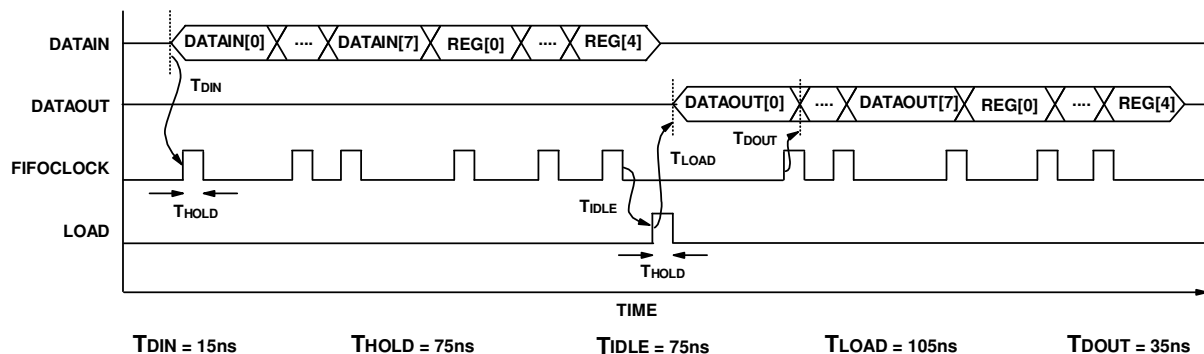 DATAIN DATAIN[0] .... DATAIN[7] REG[0] .... REG[4]
TDIN
DATAOUT DATAOUT[0] .... DATAOUT[7] REG[0] .... REG[4]
TDOUT
TLOAD
FIFOCLOCK
THOLD
TIDLE
LOAD
THOLD
TIME
TDIN = 15ns THOLD = 75ns TIDLE = 75ns TLOAD = 105ns TDOUT = 35ns